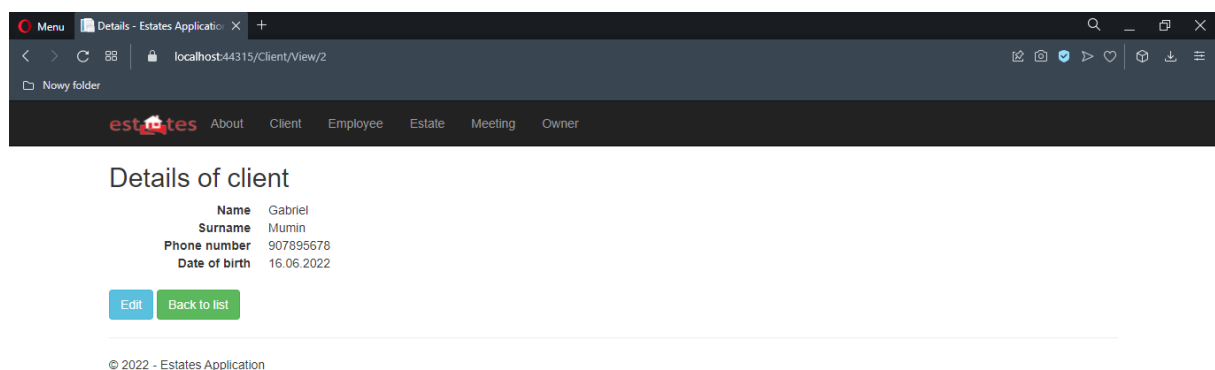 Menu Details - Estates Applicatio
localhost:44315/Client/View/2
Nowy folder
estates About Client Employee Estate Meeting Owner
Details of client
Name Gabriel
Surname Mumin
Phone number 907895678
Date of birth 16.06.2022
Edit Back to list
© 2022 - Estates Application